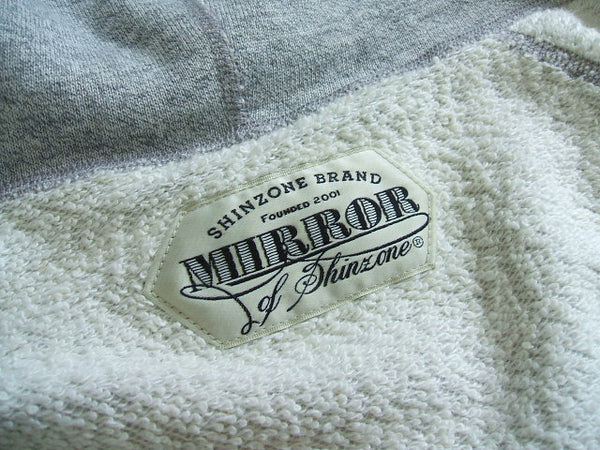 SHINZONE BRAND
FOUNDED 2001
MIRROR
of Shinzone®